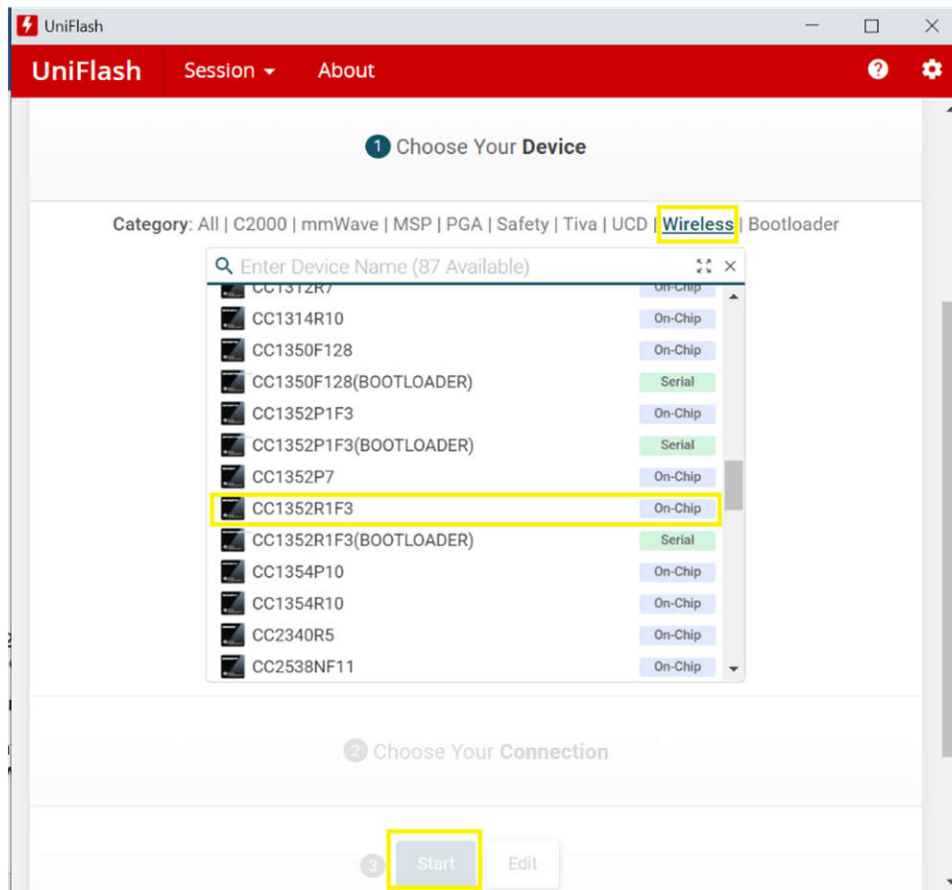 UniFlash
UniFlash Session About
1 Choose Your Device
Category: All | C2000 | mmWave | MSP | PGA | Safety | Tiva | UCD | Wireless | Bootloader
Enter Device Name (87 Available)
CC1312R7 On-Chip
CC1314R10 On-Chip
CC1350F128 On-Chip
CC1350F128(BOOTLOADER) Serial
CC1352P1F3 On-Chip
CC1352P1F3(BOOTLOADER) Serial
CC1352P7 On-Chip
CC1352R1F3 On-Chip
CC1352R1F3(BOOTLOADER) Serial
CC1354P10 On-Chip
CC1354R10 On-Chip
CC2340R5 On-Chip
CC2538NF11 On-Chip
2 Choose Your Connection
3 Start Edit